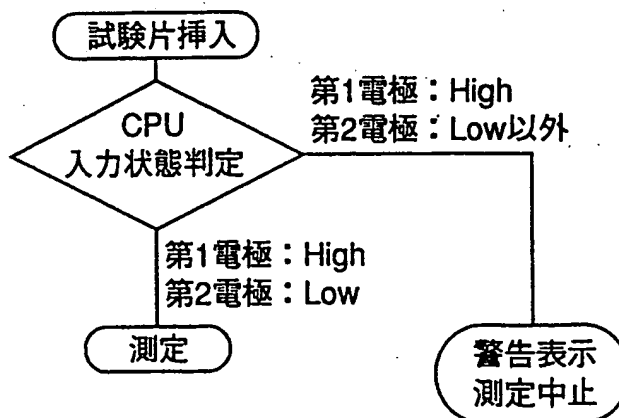 試験片挿入
CPU
入力状態判定
第1電極：High
第2電極：Low以外
第1電極：High
第2電極：Low
測定
警告表示
測定中止